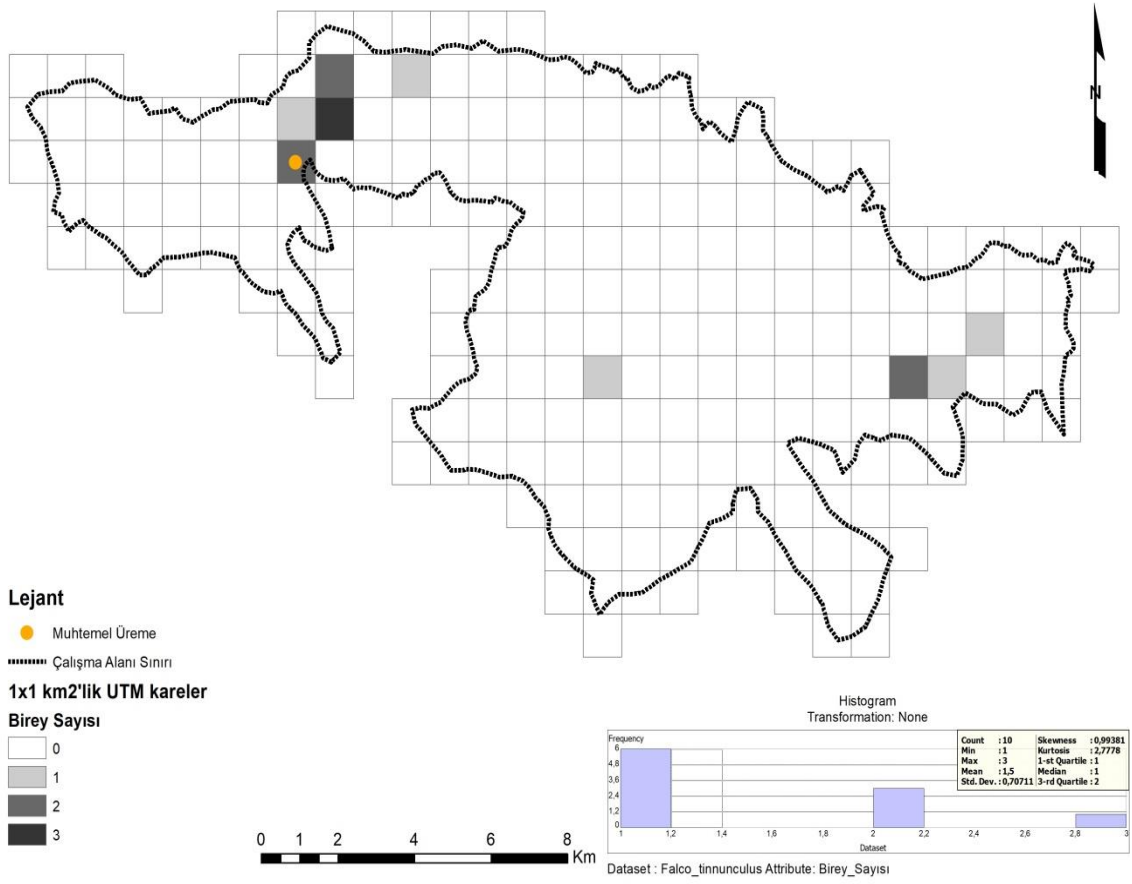 N
Lejant
Muhtemel Üreme
Çalışma Alanı Sınırı
1x1 km2'lik UTM kareler
Birey Sayısı
0
1
2
3
0 1 2 4 6 8
Km
Histogram
Transformation: None
Frequency
6
4,8
3,6
2,4
1,2
0
1 1,2 1,4 1,6 1,8 2 2,2 2,4 2,6 2,8 3
Dataset
Count : 10 Skewness : 0,99381
Min : 1 Kurtosis : 2,7778
Max : 3 1-st Quartile : 1
Mean : 1,5 Median : 1
Std. Dev. : 0,70711 3-rd Quartile : 2
Dataset : Falco_tinnunculus Attribute: Birey_Sayısı